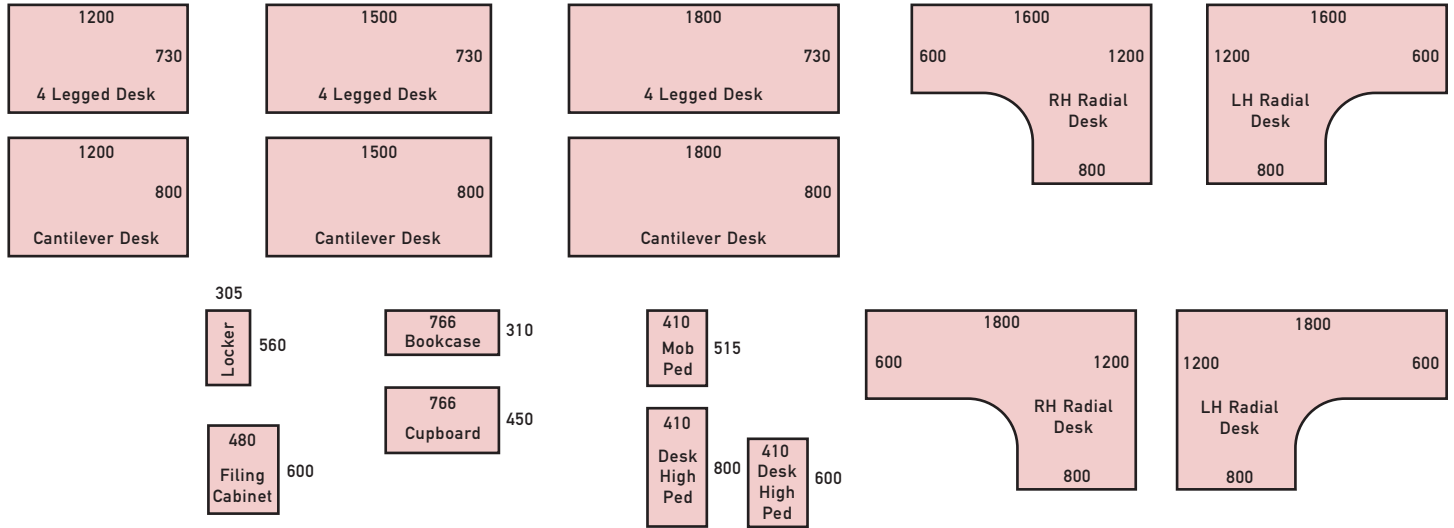 1200
730
4 Legged Desk
1500
730
4 Legged Desk
1800
730
4 Legged Desk
1600
600
1200
RH Radial
Desk
800
1600
1200
600
LH Radial
Desk
800
1200
800
Cantilever Desk
1500
800
Cantilever Desk
1800
800
Cantilever Desk
305
Locker
560
766
Bookcase
310
410
Mob
Ped
515
1800
600
1200
RH Radial
Desk
800
1800
1200
600
LH Radial
Desk
800
480
Filing
Cabinet
600
766
Cupboard
450
410
Desk
High
Ped
800
410
Desk
High
Ped
600